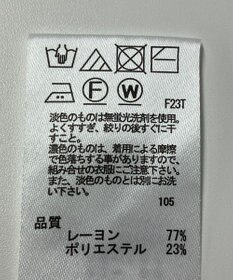 F W
F23T
淡色のものは無蛍光洗剤を使用。
よくすすぎ、絞りの後すぐに干
すこと。
濃色のものは、着用による摩擦
で色落ちする事がありますので、
組み合せの衣服にご注意下さい。
また、淡色のものとは別にお洗
い下さい。
105
品質
レーヨン 77%
ポリエステル 23%